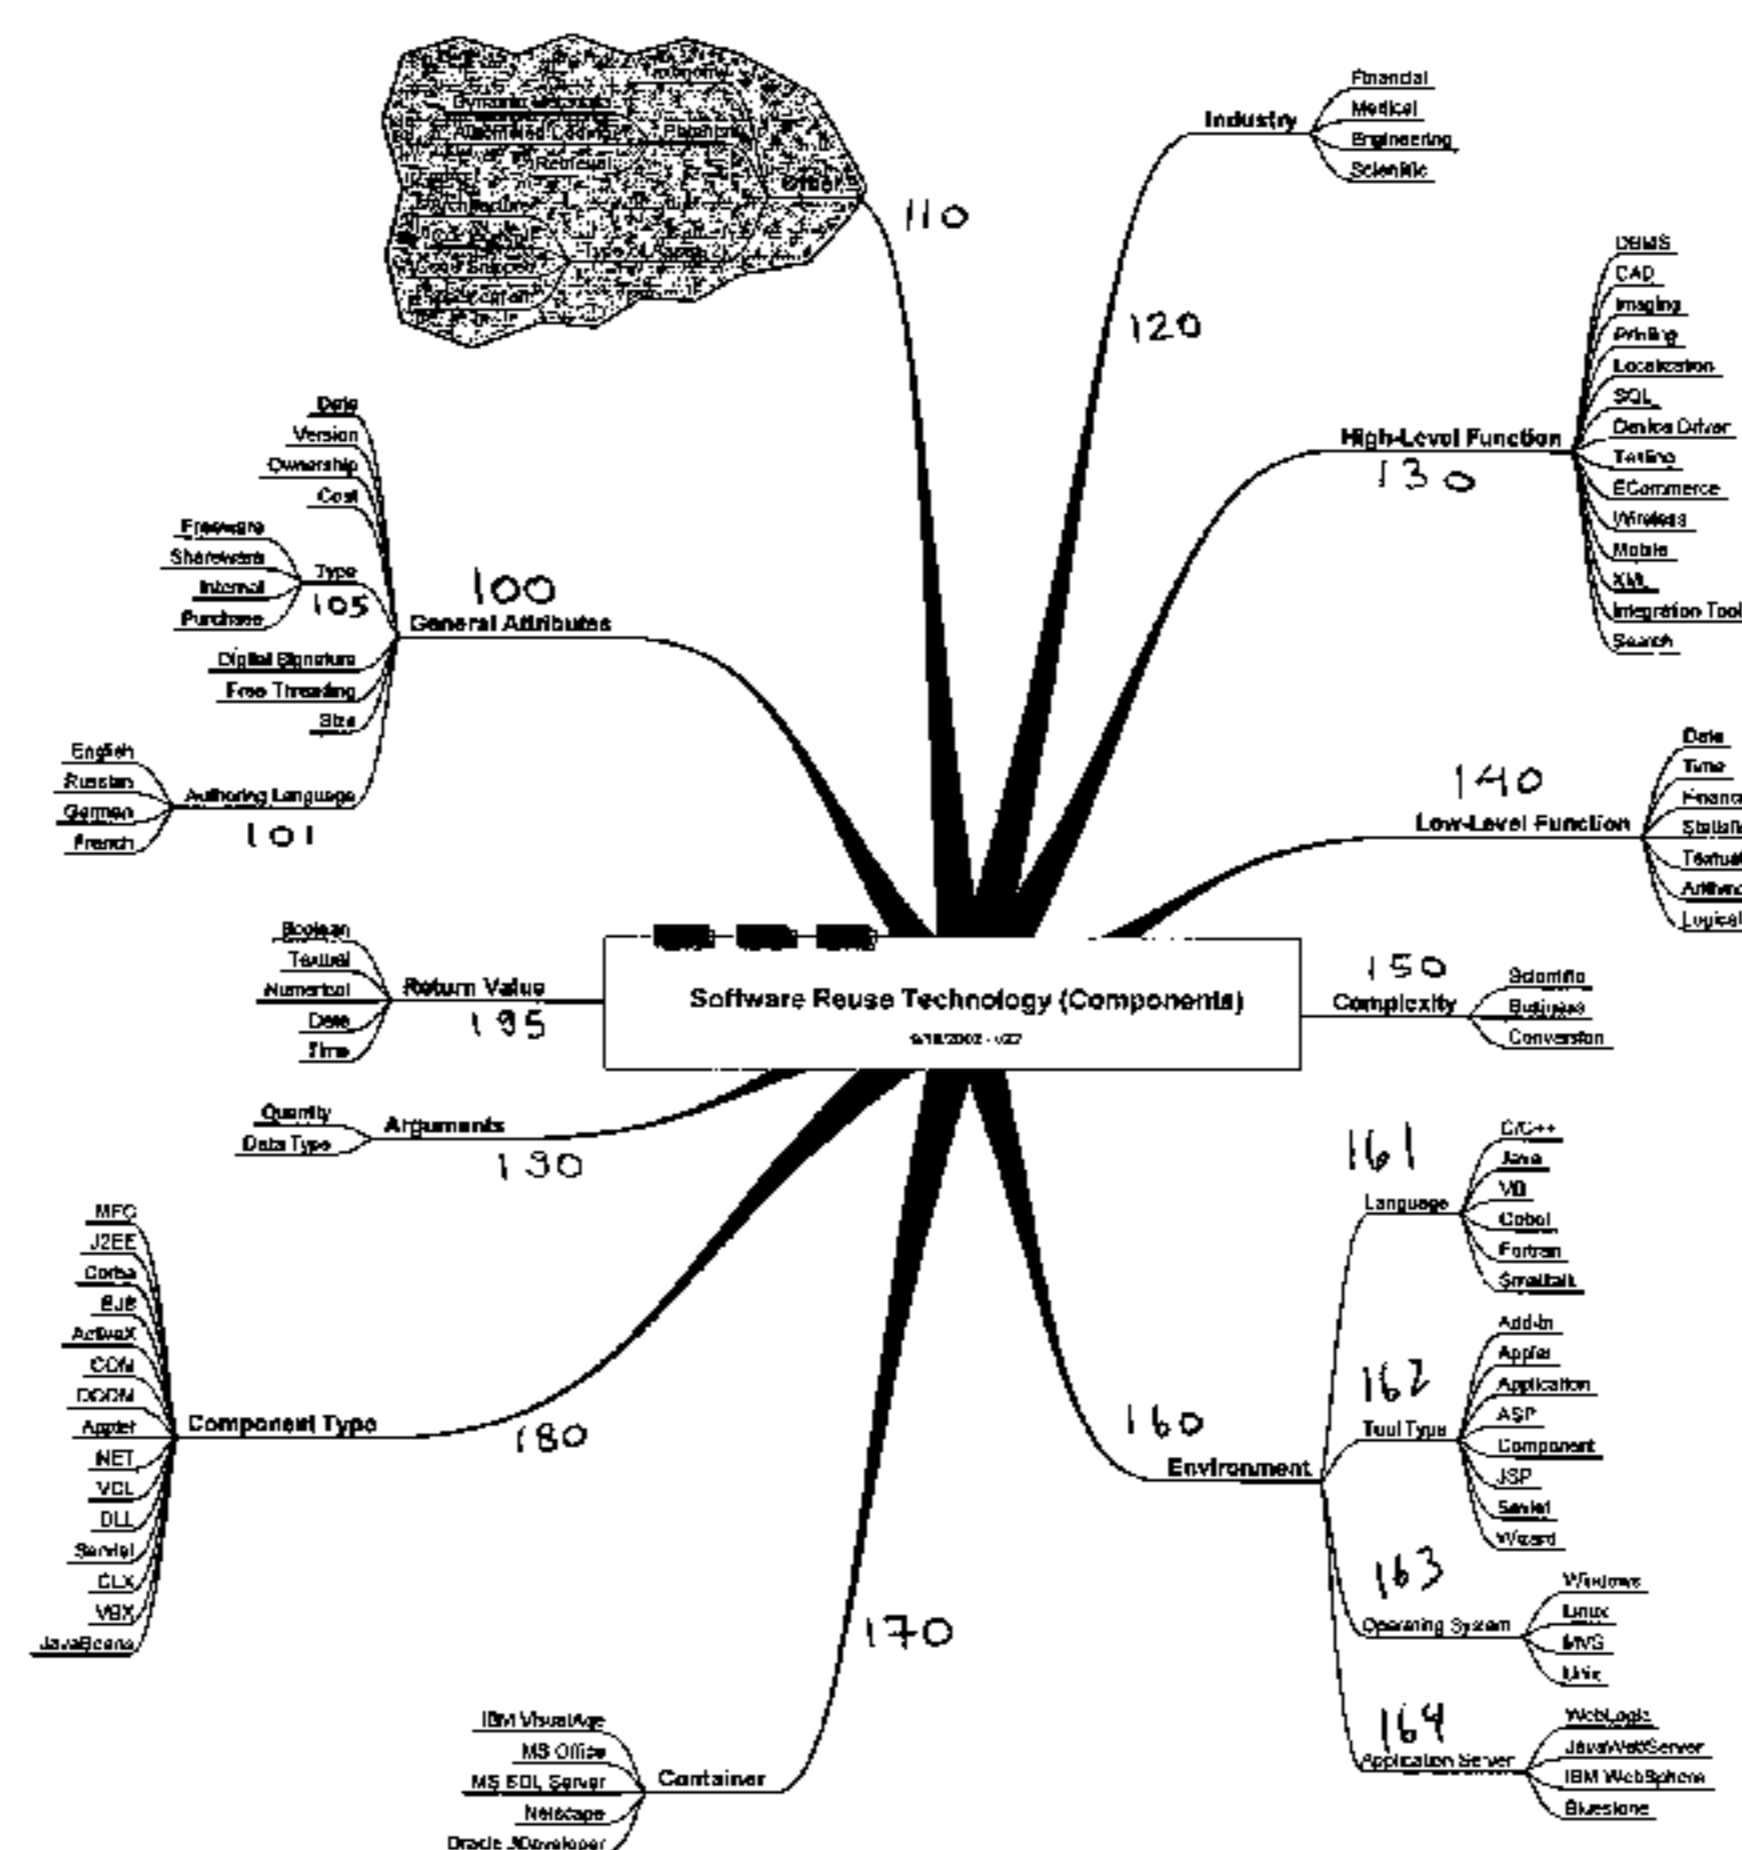 Other
110
Industry
Financial
Medical
Engineering
Scientific
120
High-Level Function
130
DBMS
CAD
Imaging
Printing
Localization
SQL
Device Driver
Testing
ECommerce
Wireless
Mobile
XML
Integration Tool
Search
100
General Attributes
Date
Version
Ownership
Cost
Type
105
Freeware
Shareware
Internal
Purchase
Digital Signature
Free Threading
Size
Authoring Language
101
English
Russian
German
French
140
Low-Level Function
Date
Time
Logical
Software Reuse Technology (Components)
Return Value
195
Boolean
Textual
Numerical
Date
Time
150
Complexity
Scientific
Business
Conversion
Arguments
190
Quantity
Data Type
Component Type
180
MFC
J2EE
Corba
EJB
ActiveX
COM
DCOM
Applet
.NET
VCL
DLL
Servlet
CLX
VBX
JavaBeans
160
Environment
161
Language
C/C++
Java
VB
Cobol
Fortran
Smalltalk
162
Tool Type
Add-In
Applet
Application
ASP
Component
JSP
Servlet
Wizard
163
Operating System
Windows
Linux
MVS
Unix
164
Application Server
WebLogic
JavaWebServer
IBM WebSphere
Bluestone
170
Container
IBM VisualAge
MS Office
MS SQL Server
Netscape
Oracle JDeveloper